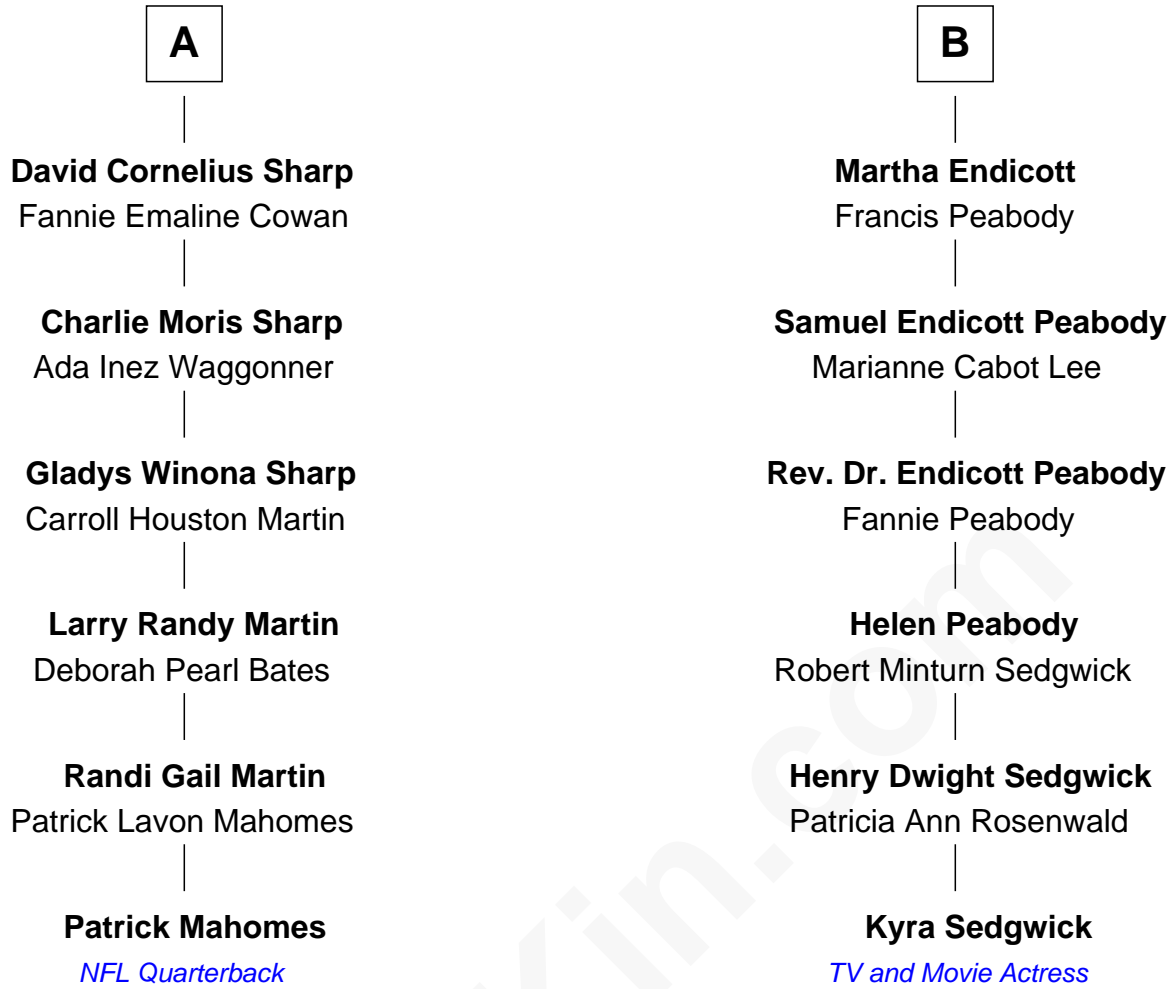 A
David Cornelius Sharp
Fannie Emaline Cowan
Charlie Moris Sharp
Ada Inez Waggonner
Gladys Winona Sharp
Carroll Houston Martin
Larry Randy Martin
Deborah Pearl Bates
Randi Gail Martin
Patrick Lavon Mahomes
Patrick Mahomes
NFL Quarterback
B
Martha Endicott
Francis Peabody
Samuel Endicott Peabody
Marianne Cabot Lee
Rev. Dr. Endicott Peabody
Fannie Peabody
Helen Peabody
Robert Minturn Sedgwick
Henry Dwight Sedgwick
Patricia Ann Rosenwald
Kyra Sedgwick
TV and Movie Actress